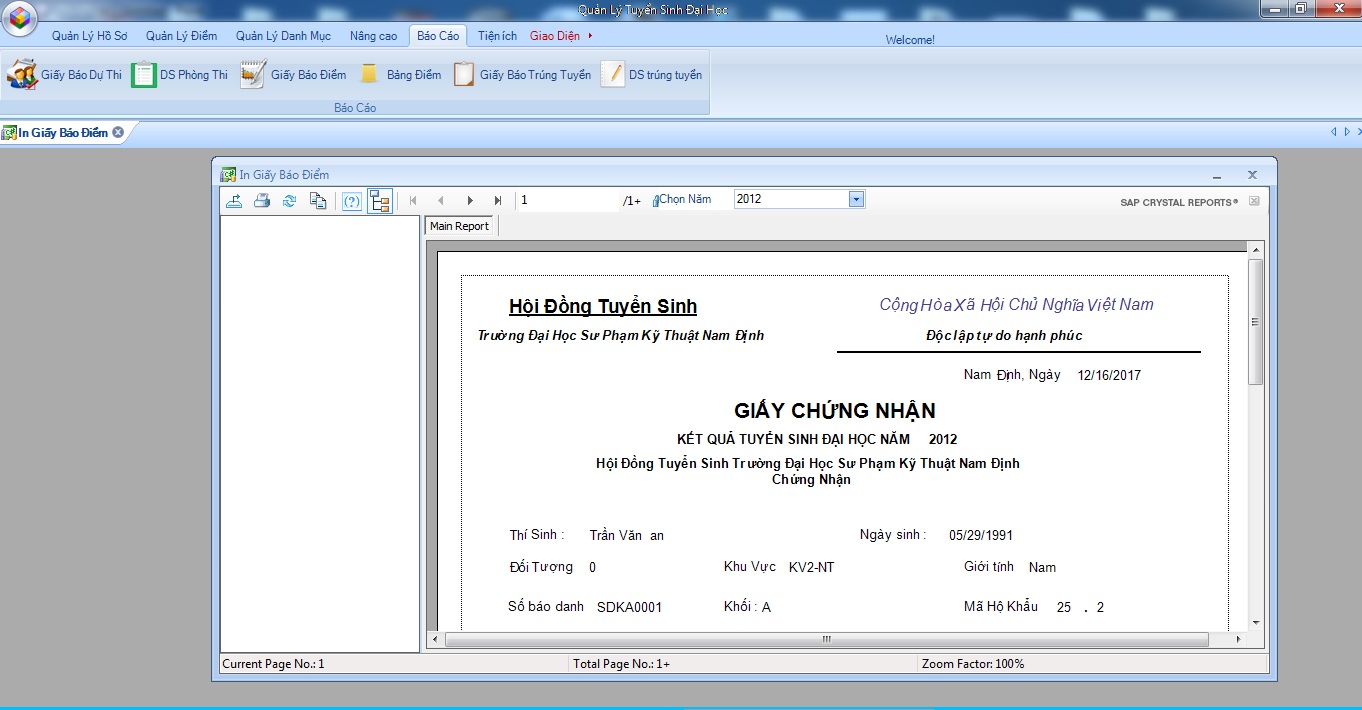 Quản Lý Tuyển Sinh Đại Học
Quản Lý Hồ Sơ Quản Lý Điểm Quản Lý Danh Mục Nâng cao Báo Cáo Tiện ích Giao Diện Welcome!
Giấy Báo Dự Thi DS Phòng Thi Giấy Báo Điểm Bảng Điểm Giấy Báo Trúng Tuyển DS trúng tuyển
Báo Cáo
In Giấy Báo Điểm
In Giấy Báo Điểm
1 /1+ Chọn Năm 2012 SAP CRYSTAL REPORTS®
Main Report
Hội Đồng Tuyển Sinh Cộng Hòa Xã Hội Chủ Nghĩa Việt Nam
Trường Đại Học Sư Phạm Kỹ Thuật Nam Định Độc lập tự do hạnh phúc
Nam Định, Ngày 12/16/2017
GIẤY CHỨNG NHẬN
KẾT QUẢ TUYỂN SINH ĐẠI HỌC NĂM 2012
Hội Đồng Tuyển Sinh Trường Đại Học Sư Phạm Kỹ Thuật Nam Định
Chứng Nhận
Thí Sinh : Trần Văn an Ngày sinh : 05/29/1991
Đối Tượng 0 Khu Vực KV2-NT Giới tính Nam
Số báo danh SDKA0001 Khối : A Mã Hộ Khẩu 25 . 2
Current Page No.: 1 Total Page No.: 1+ Zoom Factor: 100%